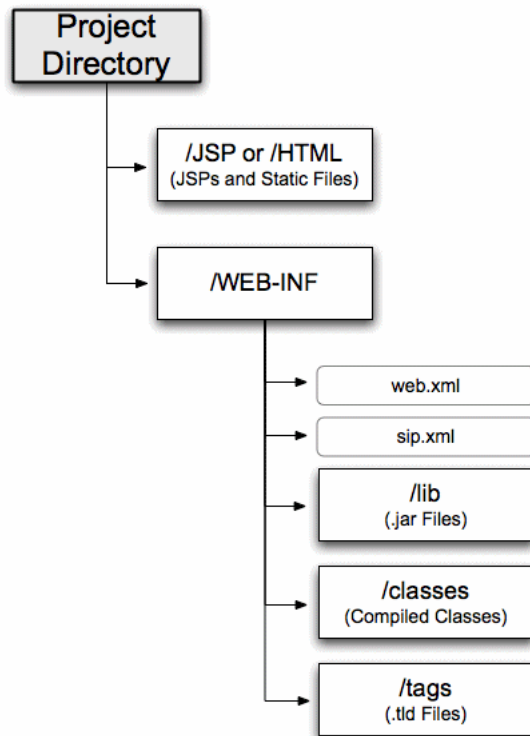 Project
Directory
/JSP or /HTML
(JSPs and Static Files)
/WEB-INF
web.xml
sip.xml
/lib
(.jar Files)
/classes
(Compiled Classes)
/tags
(.tld Files)